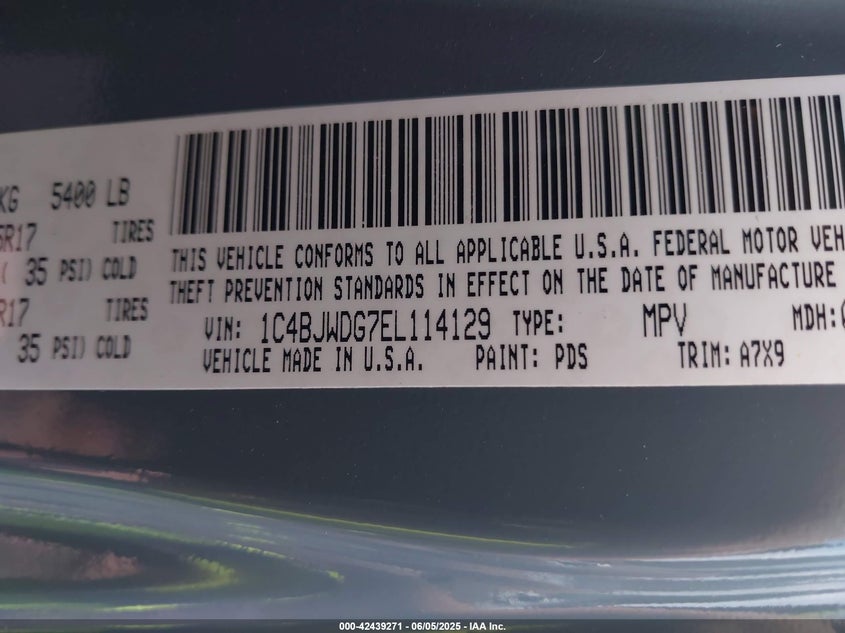 KG 5400 LB
5R17 TIRES
( 35 PSI) COLD
R17 TIRES
35 PSI) COLD
THIS VEHICLE CONFORMS TO ALL APPLICABLE U.S.A. FEDERAL MOTOR VEH
THEFT PREVENTION STANDARDS IN EFFECT ON THE DATE OF MANUFACTURE
VIN: 1C4BJWDG7EL114129 TYPE: MPV MDH:
VEHICLE MADE IN U.S.A. PAINT: PDS TRIM: A7X9
000-42439271 - 06/05/2025 - IAA Inc.